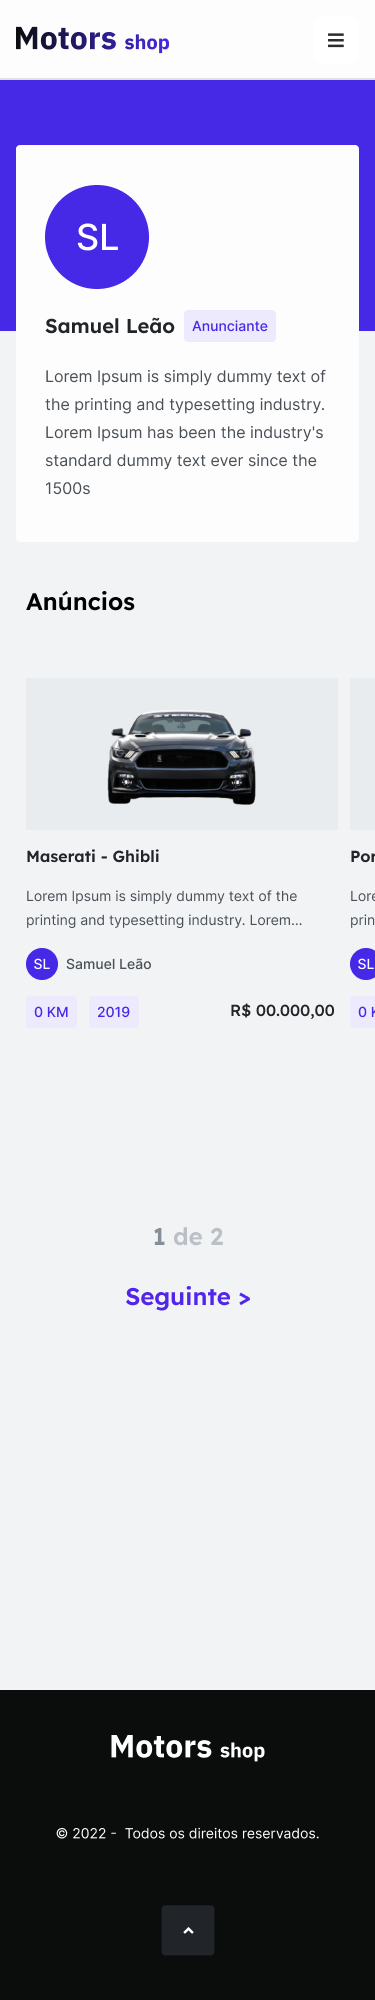 Motors shop
SL
Samuel Leão Anunciante
Lorem Ipsum is simply dummy text of
the printing and typesetting industry.
Lorem Ipsum has been the industry's
standard dummy text ever since the
1500s
Anúncios
STEEDA
Maserati - Ghibli
Por
Lorem Ipsum is simply dummy text of the
Lore
printing and typesetting industry. Lorem...
prin
SL Samuel Leão
SL
0 KM 2019 R$ 00.000,00
0 K
1 de 2
Seguinte >
Motors shop
© 2022 - Todos os direitos reservados.